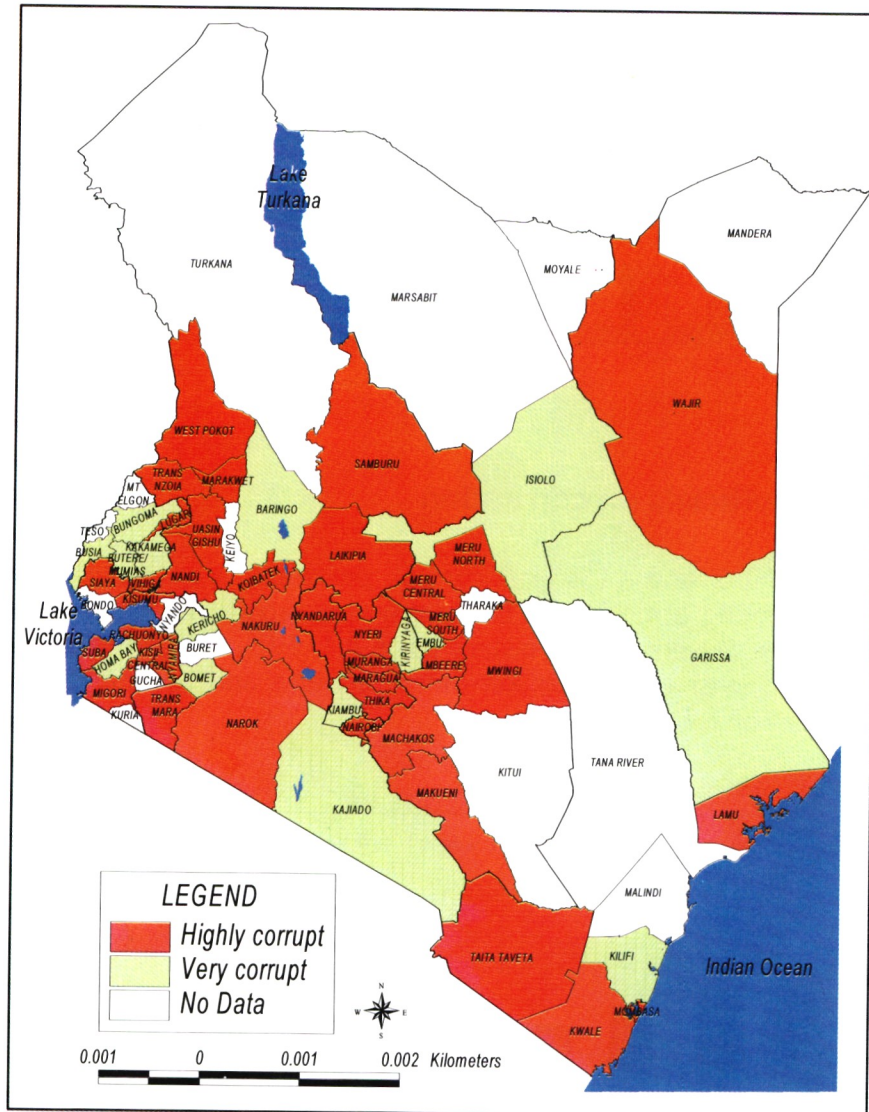 Lake
Turkana
TURKANA
MARSABIT
MOYALE
MANDERA
WAJIR
WEST POKOT
SAMBURU
TRANS
NZOIA
MARAKWET
MT
ELGON
BARINGO
ISIOLO
TESO
BUNGOMA
LUGARI
UASIN
GISHU
KEIYO
BUSIA
KAKAMEGA
BUTERE/
MUMIAS
LAIKIPIA
MERU
NORTH
SIAYA
VIHIGA
NANDI
KOIBATEK
MERU
CENTRAL
KISUMU
BONDO
NYANDO
THARAKA
Lake
Victoria
KERICHO
NAKURU
NYANDARUA
NYERI
KIRINYAGA
MERU
SOUTH
EMBU
RACHUONYO
SUBA
HOMA BAY
KISII
CENTRAL
NYAMIRA
BURET
MURANGA
MBEERE
MWINGI
GARISSA
GUCHA
BOMET
MARAGUA
MIGORI
TRANS
MARA
THIKA
KURIA
NAROK
KIAMBU
NAIROBI
MACHAKOS
KITUI
TANA RIVER
MAKUENI
KAJIADO
LAMU
MALINDI
TAITA TAVETA
KILIFI
Indian Ocean
MOMBASA
KWALE
LEGEND
Highly corrupt
Very corrupt
No Data
N
W E
S
0.001 0 0.001 0.002 Kilometers